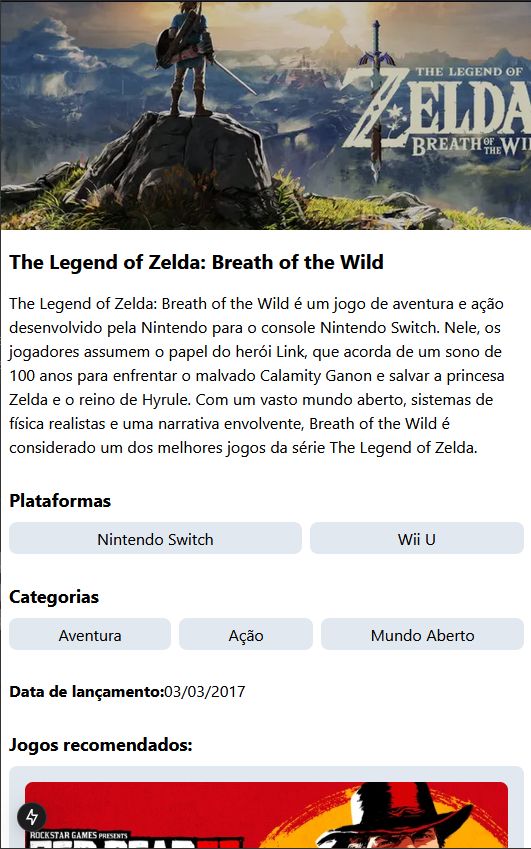 THE LEGEND OF
ZELDA
BREATH OF THE WI
The Legend of Zelda: Breath of the Wild
The Legend of Zelda: Breath of the Wild é um jogo de aventura e ação
desenvolvido pela Nintendo para o console Nintendo Switch. Nele, os
jogadores assumem o papel do herói Link, que acorda de um sono de
100 anos para enfrentar o malvado Calamity Ganon e salvar a princesa
Zelda e o reino de Hyrule. Com um vasto mundo aberto, sistemas de
física realistas e uma narrativa envolvente, Breath of the Wild é
considerado um dos melhores jogos da série The Legend of Zelda.
Plataformas
Nintendo Switch Wii U
Categorias
Aventura Ação Mundo Aberto
Data de lançamento:03/03/2017
Jogos recomendados:
ROCKSTAR GAMES PRESENTS
RED DEAD